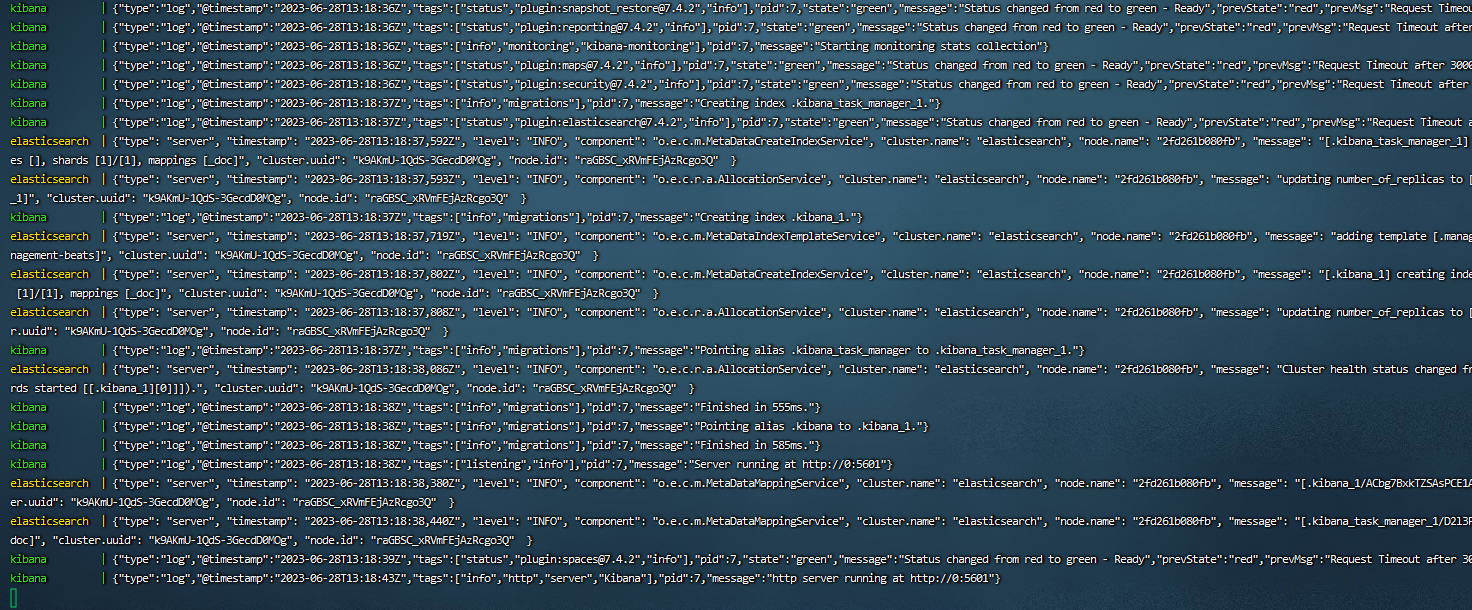 kibana | {"type":"log","@timestamp":"2023-06-28T13:18:36Z","tags":["status","plugin:snapshot_restore@7.4.2","info"],"pid":7,"state":"green","message":"Status changed from red to green - Ready","prevState":"red","prevMsg":"Request Timeou
kibana | {"type":"log","@timestamp":"2023-06-28T13:18:36Z","tags":["status","plugin:reporting@7.4.2","info"],"pid":7,"state":"green","message":"Status changed from red to green - Ready","prevState":"red","prevMsg":"Request Timeout after
kibana | {"type":"log","@timestamp":"2023-06-28T13:18:36Z","tags":["info","monitoring","kibana-monitoring"],"pid":7,"message":"Starting monitoring stats collection"}
kibana | {"type":"log","@timestamp":"2023-06-28T13:18:36Z","tags":["status","plugin:maps@7.4.2","info"],"pid":7,"state":"green","message":"Status changed from red to green - Ready","prevState":"red","prevMsg":"Request Timeout after 3000
kibana | {"type":"log","@timestamp":"2023-06-28T13:18:36Z","tags":["status","plugin:security@7.4.2","info"],"pid":7,"state":"green","message":"Status changed from red to green - Ready","prevState":"red","prevMsg":"Request Timeout after
kibana | {"type":"log","@timestamp":"2023-06-28T13:18:37Z","tags":["info","migrations"],"pid":7,"message":"Creating index .kibana_task_manager_1."}
kibana | {"type":"log","@timestamp":"2023-06-28T13:18:37Z","tags":["status","plugin:elasticsearch@7.4.2","info"],"pid":7,"state":"green","message":"Status changed from red to green - Ready","prevState":"red","prevMsg":"Request Timeout a
elasticsearch | {"type": "server", "timestamp": "2023-06-28T13:18:37,592Z", "level": "INFO", "component": "o.e.c.m.MetaDataCreateIndexService", "cluster.name": "elasticsearch", "node.name": "2fd261b080fb", "message": "[.kibana_task_manager_1]
es [], shards [1]/[1], mappings [_doc]", "cluster.uuid": "k9AKmU-1QdS-3GecdD0MOg", "node.id": "raGBSC_xRVmFEjAzRcgo3Q" }
elasticsearch | {"type": "server", "timestamp": "2023-06-28T13:18:37,593Z", "level": "INFO", "component": "o.e.c.r.a.AllocationService", "cluster.name": "elasticsearch", "node.name": "2fd261b080fb", "message": "updating number_of_replicas to [
_1]", "cluster.uuid": "k9AKmU-1QdS-3GecdD0MOg", "node.id": "raGBSC_xRVmFEjAzRcgo3Q" }
kibana | {"type":"log","@timestamp":"2023-06-28T13:18:37Z","tags":["info","migrations"],"pid":7,"message":"Creating index .kibana_1."}
elasticsearch | {"type": "server", "timestamp": "2023-06-28T13:18:37,719Z", "level": "INFO", "component": "o.e.c.m.MetaDataIndexTemplateService", "cluster.name": "elasticsearch", "node.name": "2fd261b080fb", "message": "adding template [.manag
nagement-beats]", "cluster.uuid": "k9AKmU-1QdS-3GecdD0MOg", "node.id": "raGBSC_xRVmFEjAzRcgo3Q" }
elasticsearch | {"type": "server", "timestamp": "2023-06-28T13:18:37,802Z", "level": "INFO", "component": "o.e.c.m.MetaDataCreateIndexService", "cluster.name": "elasticsearch", "node.name": "2fd261b080fb", "message": "[.kibana_1] creating inde
[1]/[1], mappings [_doc]", "cluster.uuid": "k9AKmU-1QdS-3GecdD0MOg", "node.id": "raGBSC_xRVmFEjAzRcgo3Q" }
elasticsearch | {"type": "server", "timestamp": "2023-06-28T13:18:37,808Z", "level": "INFO", "component": "o.e.c.r.a.AllocationService", "cluster.name": "elasticsearch", "node.name": "2fd261b080fb", "message": "updating number_of_replicas to [
r.uuid": "k9AKmU-1QdS-3GecdD0MOg", "node.id": "raGBSC_xRVmFEjAzRcgo3Q" }
kibana | {"type":"log","@timestamp":"2023-06-28T13:18:37Z","tags":["info","migrations"],"pid":7,"message":"Pointing alias .kibana_task_manager to .kibana_task_manager_1."}
elasticsearch | {"type": "server", "timestamp": "2023-06-28T13:18:38,086Z", "level": "INFO", "component": "o.e.c.r.a.AllocationService", "cluster.name": "elasticsearch", "node.name": "2fd261b080fb", "message": "Cluster health status changed fr
rds started [[.kibana_1][0]]]).", "cluster.uuid": "k9AKmU-1QdS-3GecdD0MOg", "node.id": "raGBSC_xRVmFEjAzRcgo3Q" }
kibana | {"type":"log","@timestamp":"2023-06-28T13:18:38Z","tags":["info","migrations"],"pid":7,"message":"Finished in 555ms."}
kibana | {"type":"log","@timestamp":"2023-06-28T13:18:38Z","tags":["info","migrations"],"pid":7,"message":"Pointing alias .kibana to .kibana_1."}
kibana | {"type":"log","@timestamp":"2023-06-28T13:18:38Z","tags":["info","migrations"],"pid":7,"message":"Finished in 585ms."}
kibana | {"type":"log","@timestamp":"2023-06-28T13:18:38Z","tags":["listening","info"],"pid":7,"message":"Server running at http://0:5601"}
elasticsearch | {"type": "server", "timestamp": "2023-06-28T13:18:38,380Z", "level": "INFO", "component": "o.e.c.m.MetaDataMappingService", "cluster.name": "elasticsearch", "node.name": "2fd261b080fb", "message": "[.kibana_1/ACbg7BxkTZSAsPCE1A
er.uuid": "k9AKmU-1QdS-3GecdD0MOg", "node.id": "raGBSC_xRVmFEjAzRcgo3Q" }
elasticsearch | {"type": "server", "timestamp": "2023-06-28T13:18:38,440Z", "level": "INFO", "component": "o.e.c.m.MetaDataMappingService", "cluster.name": "elasticsearch", "node.name": "2fd261b080fb", "message": "[.kibana_task_manager_1/D2l3F
doc]", "cluster.uuid": "k9AKmU-1QdS-3GecdD0MOg", "node.id": "raGBSC_xRVmFEjAzRcgo3Q" }
kibana | {"type":"log","@timestamp":"2023-06-28T13:18:39Z","tags":["status","plugin:spaces@7.4.2","info"],"pid":7,"state":"green","message":"Status changed from red to green - Ready","prevState":"red","prevMsg":"Request Timeout after 30
kibana | {"type":"log","@timestamp":"2023-06-28T13:18:43Z","tags":["info","http","server","Kibana"],"pid":7,"message":"http server running at http://0:5601"}